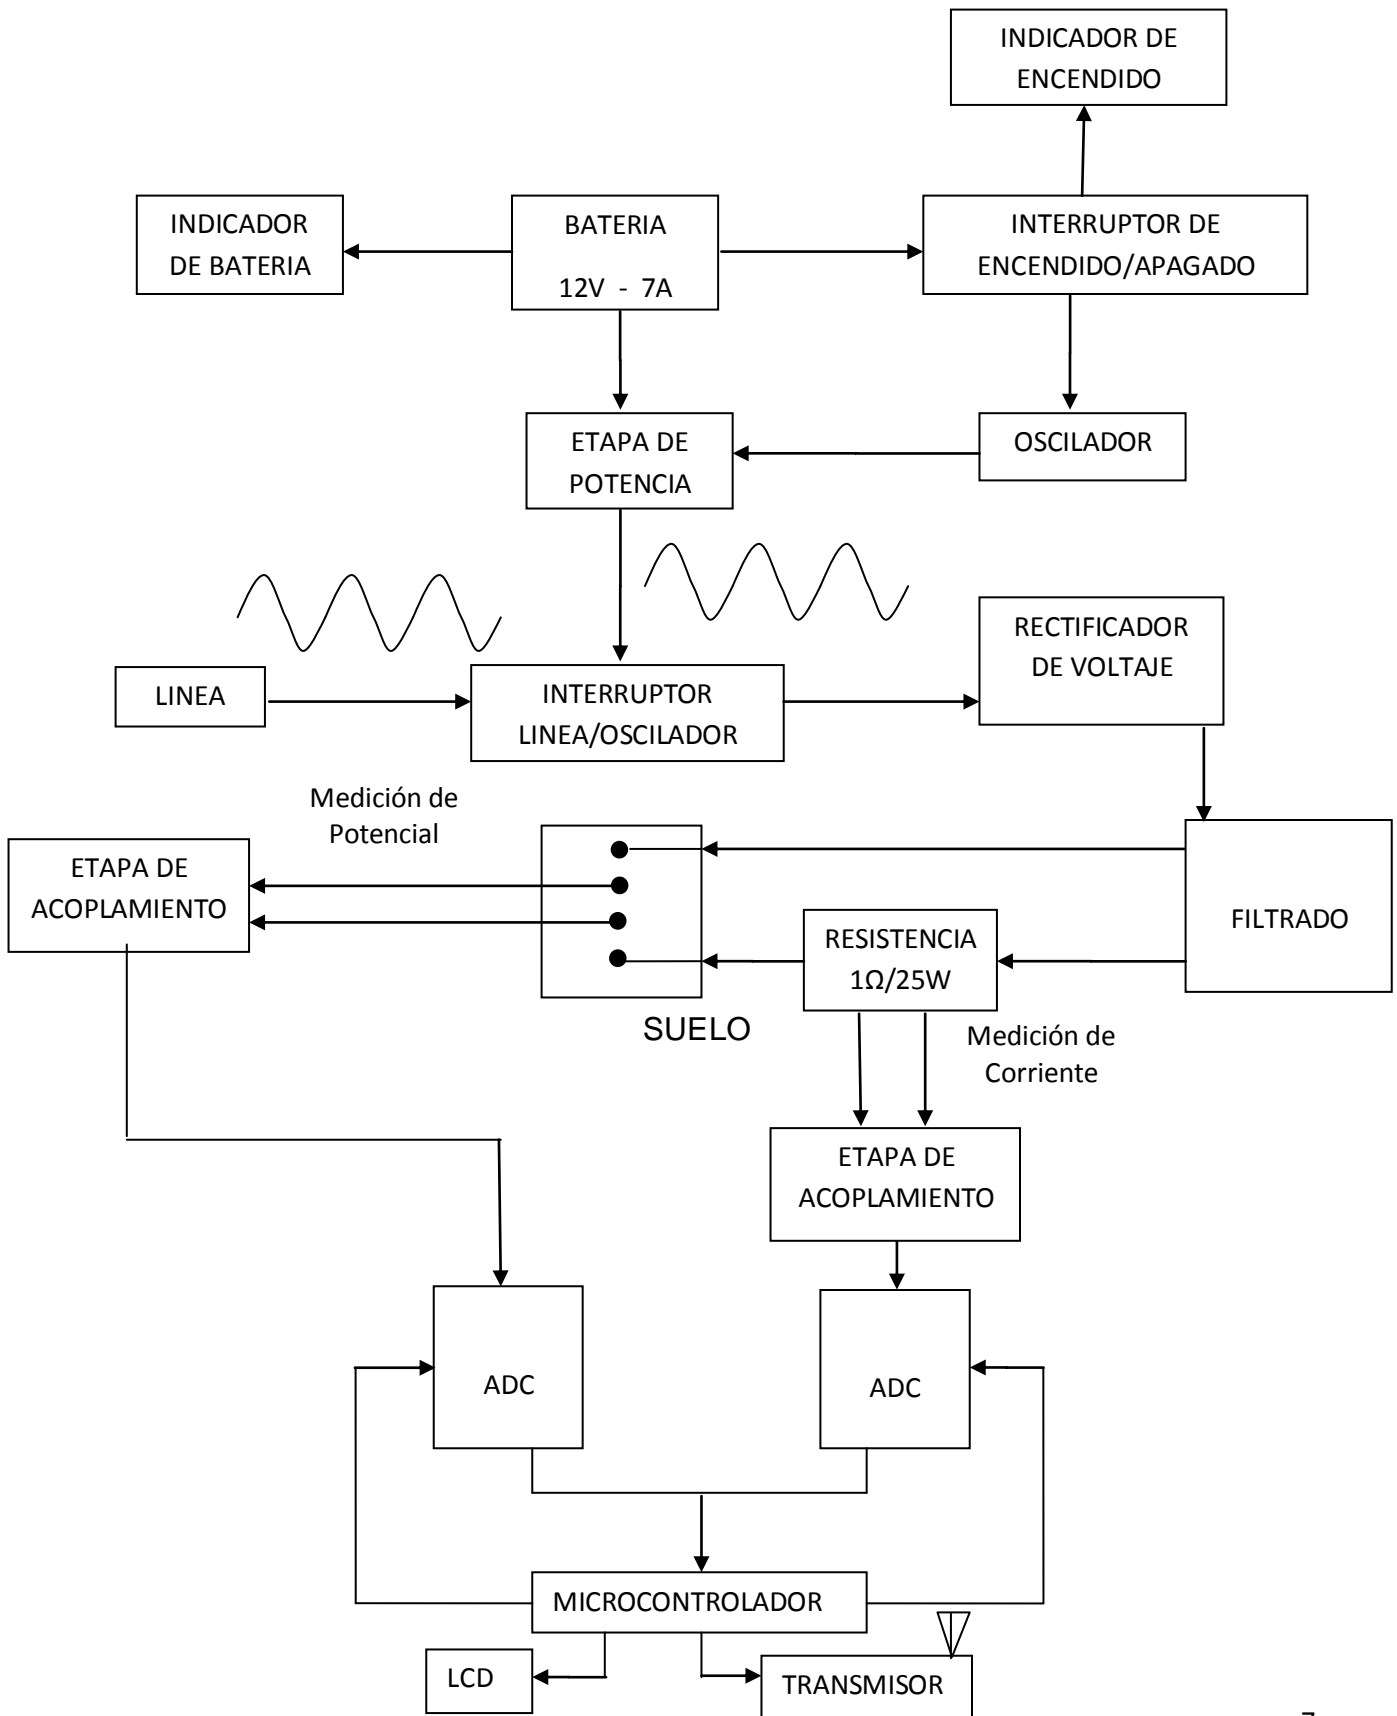 INDICADOR DE
ENCENDIDO
INDICADOR
DE BATERIA
BATERIA
12V - 7A
INTERRUPTOR DE
ENCENDIDO/APAGADO
ETAPA DE
POTENCIA
OSCILADOR
RECTIFICADOR
DE VOLTAJE
LINEA
INTERRUPTOR
LINEA/OSCILADOR
Medición de
Potencial
ETAPA DE
ACOPLAMIENTO
FILTRADO
RESISTENCIA
1Ω/25W
SUELO
Medición de
Corriente
ETAPA DE
ACOPLAMIENTO
ADC
ADC
MICROCONTROLADOR
LCD
TRANSMISOR